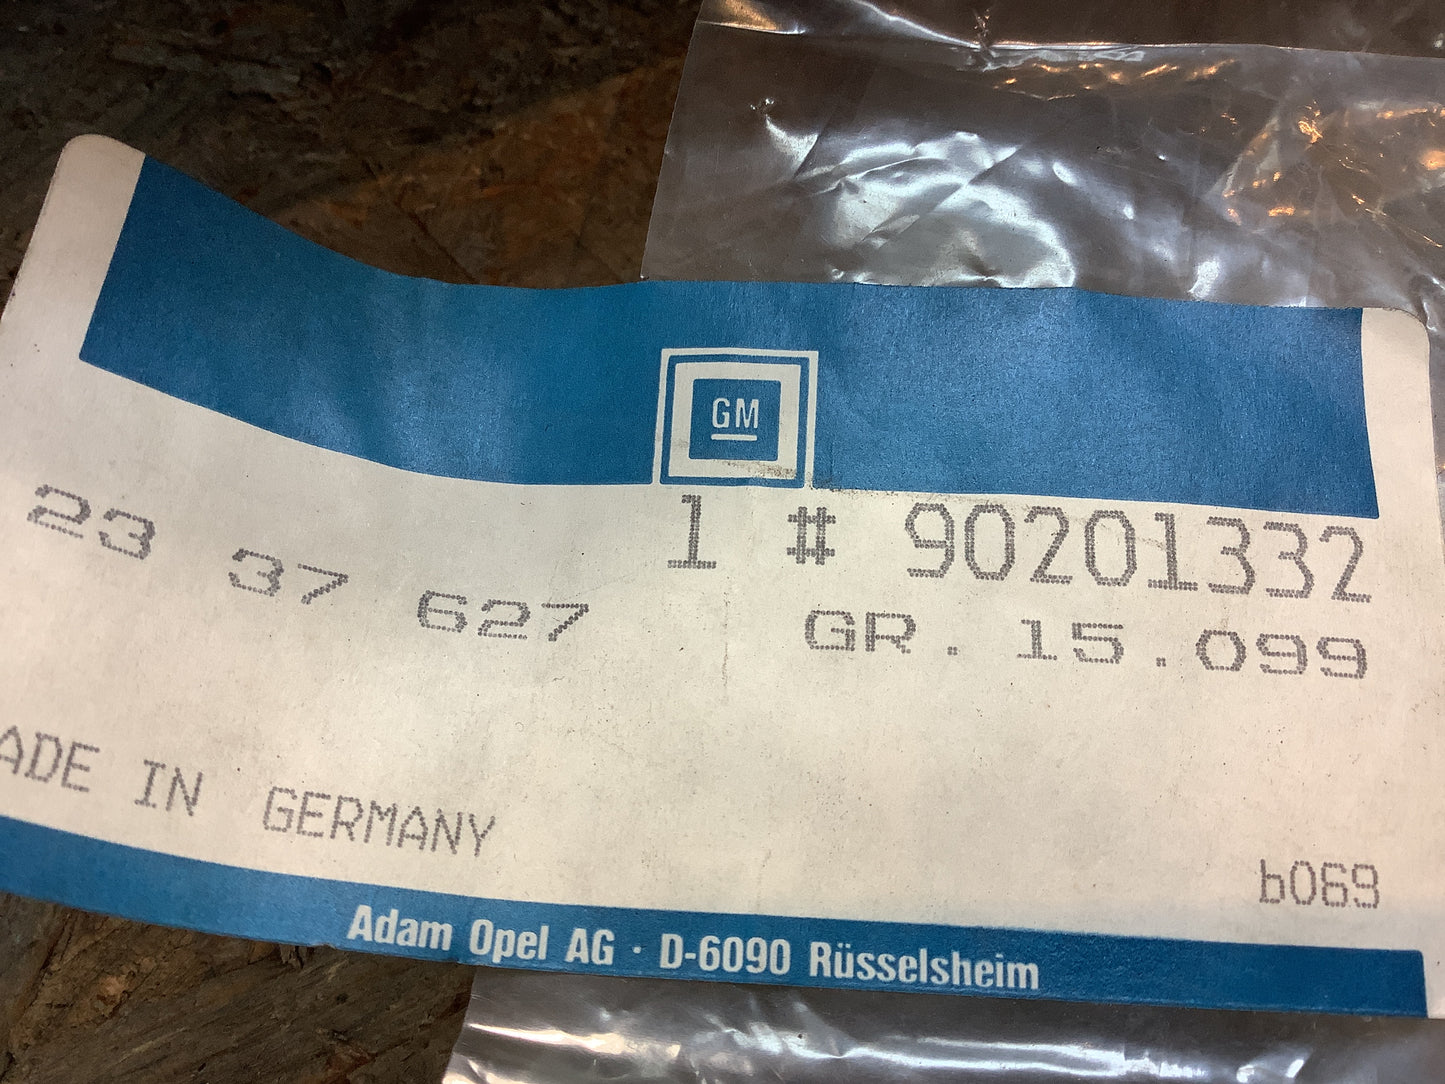 GM
1 # 90201332
23 37 627
GR. 15.099
ADE IN GERMANY
b069
Adam Opel AG · D-6090 Rüsselsheim